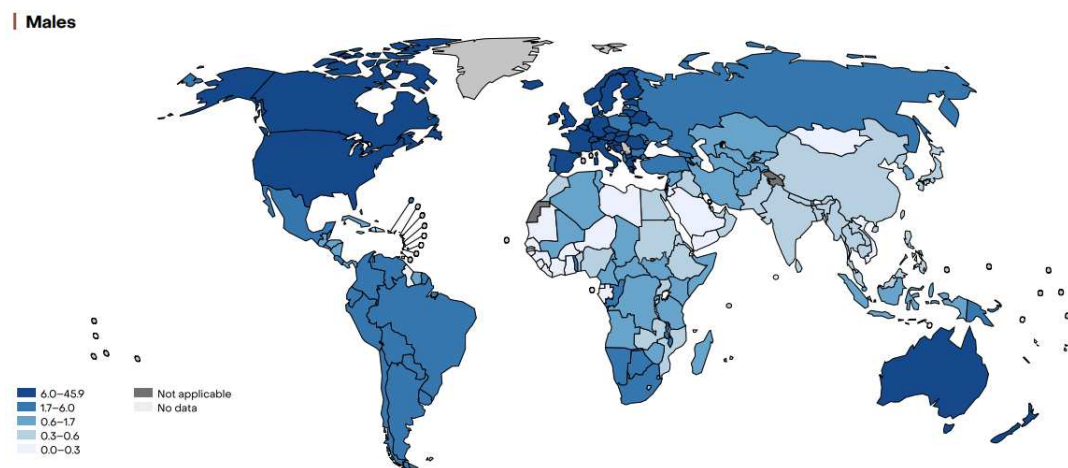 Males
6.0–45.9
1.7–6.0
0.6–1.7
0.3–0.6
0.0–0.3
Not applicable
No data